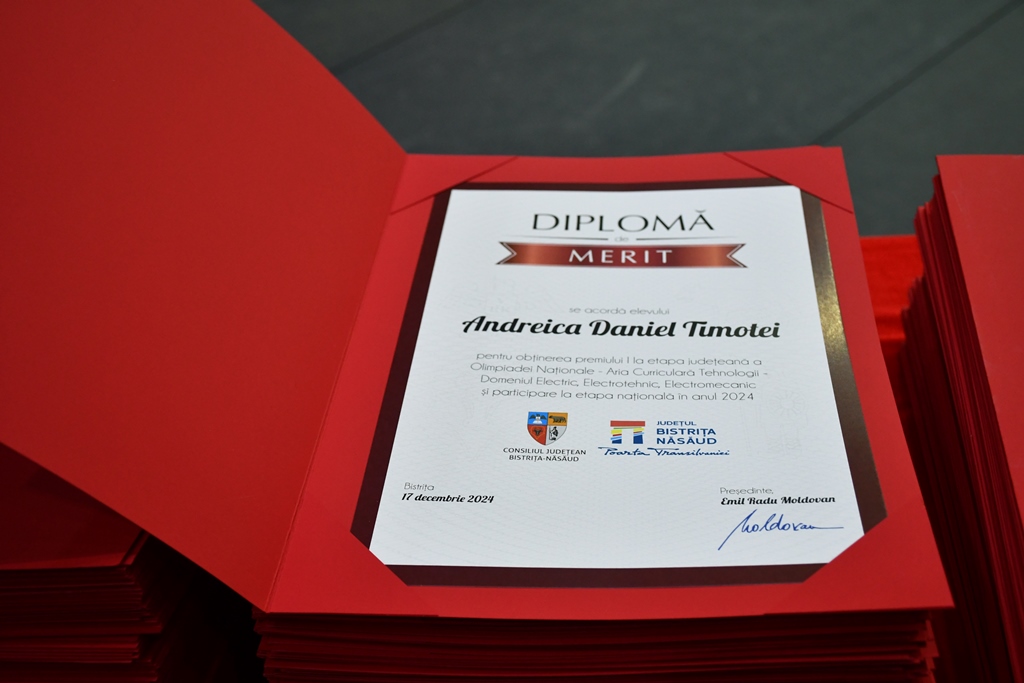 DIPLOMĂ
de
MERIT
se acordă elevului
Andreica Daniel Timotei
pentru obținerea premiului I la etapa județeană a
Olimpiadei Naționale - Aria Curriculară Tehnologii -
Domeniul Electric, Electrotehnic, Electromecanic
și participare la etapa națională în anul 2024
CONSILIUL JUDEȚEAN
BISTRIȚA-NĂSĂUD
JUDEȚUL
BISTRIȚA
NĂSĂUD
Poarta Transilvaniei
Bistrița
17 decembrie 2024
Președinte,
Emil Radu Moldovan
Moldovan